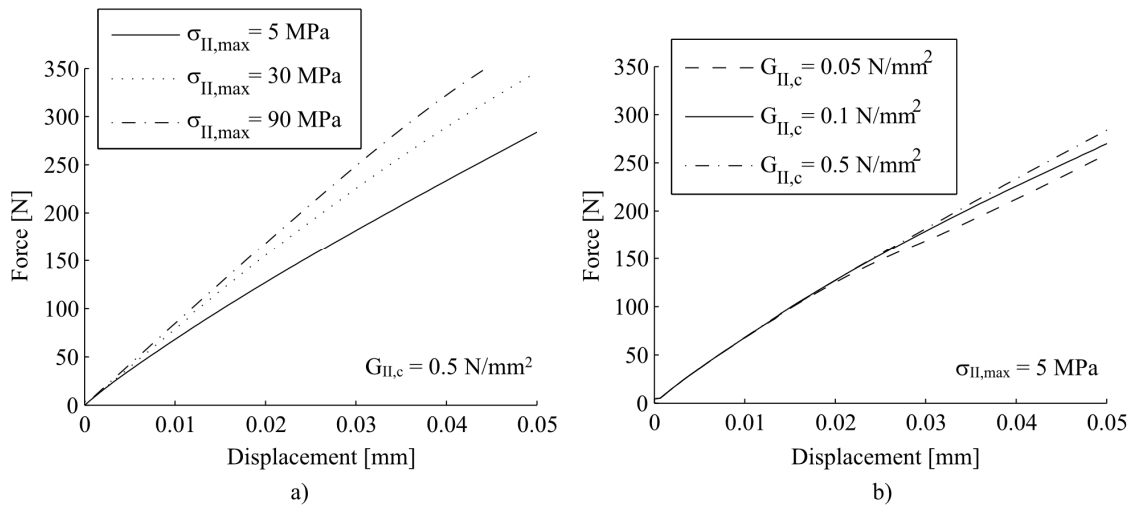 σII,max= 5 MPa
σII,max= 30 MPa
σII,max= 90 MPa
350
300
250
200
150
100
50
0
Force [N]
0
0.01
0.02
0.03
0.04
0.05
Displacement [mm]
GII,c = 0.5 N/mm²
a)
GII,c= 0.05 N/mm²
GII,c= 0.1 N/mm²
GII,c= 0.5 N/mm²
350
300
250
200
150
100
50
0
Force [N]
0
0.01
0.02
0.03
0.04
0.05
Displacement [mm]
σII,max = 5 MPa
b)